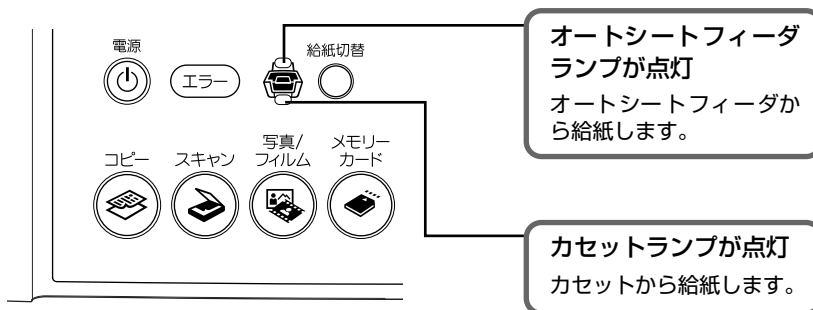 電源
エラー
給紙切替
コピー
スキャン
写真/
フィルム
メモリー
カード
オートシートフィーダ
ランプが点灯
オートシートフィーダか
ら給紙します。
カセットランプが点灯
カセットから給紙します。